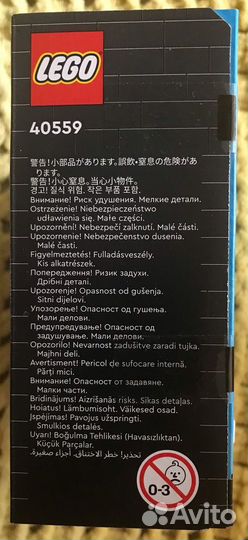 LEGO
40559
警告!小部品があります。誤飲・窒息の危険があ
ります。
警告! 小心窒息。当心小物件。
경고! 질식 위험. 작은 부품 포함.
Внимание! Риск удушения. Мелкие детали.
Ostrzeżenie! Niebezpieczeństwo
udławienia się. Małe części.
Upozornění! Nebezpečí zalknutí. Malé části.
Upozornenie! Nebezpečenstvo dusenia.
Malé časti.
Figyelmeztetés! Fulladásveszély.
Kis alkatrészek.
Попередження! Ризик задухи.
Дрібні деталі.
Upozorenje! Opasnost od gušenja.
Sitni dijelovi.
Упозорење! Опасност од гушења.
Мали делови.
Предупредување! Опасност од
задушување. Мали делови.
Opozorilo! Nevarnost zadušitve zaradi tujka.
Majhni deli.
Avertisment! Pericol de sufocare internă.
Părți mici.
Внимание! Опасност от задавяне.
Малки части.
Brīdinājums! Aizrīšanās risks. Sīkas detaļas.
Hoiatus! Lämbumisoht. Väikesed osad.
Įspėjimas! Pavojus užspringti.
Smulkios detalės.
Uyarı! Boğulma Tehlikesi (Havasızlıktan).
Küçük Parçalar.
تحذير! خطر الاختناق. أجزاء صغيرة.
0-3
Avito